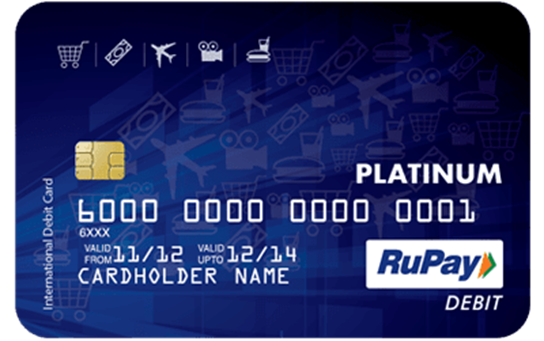 PLATINUM
International Debit Card
6000 0000 0000 0001
6XXX
VALID FROM 11/12 VALID UPTO 12/14
CARDHOLDER NAME
RuPay
DEBIT